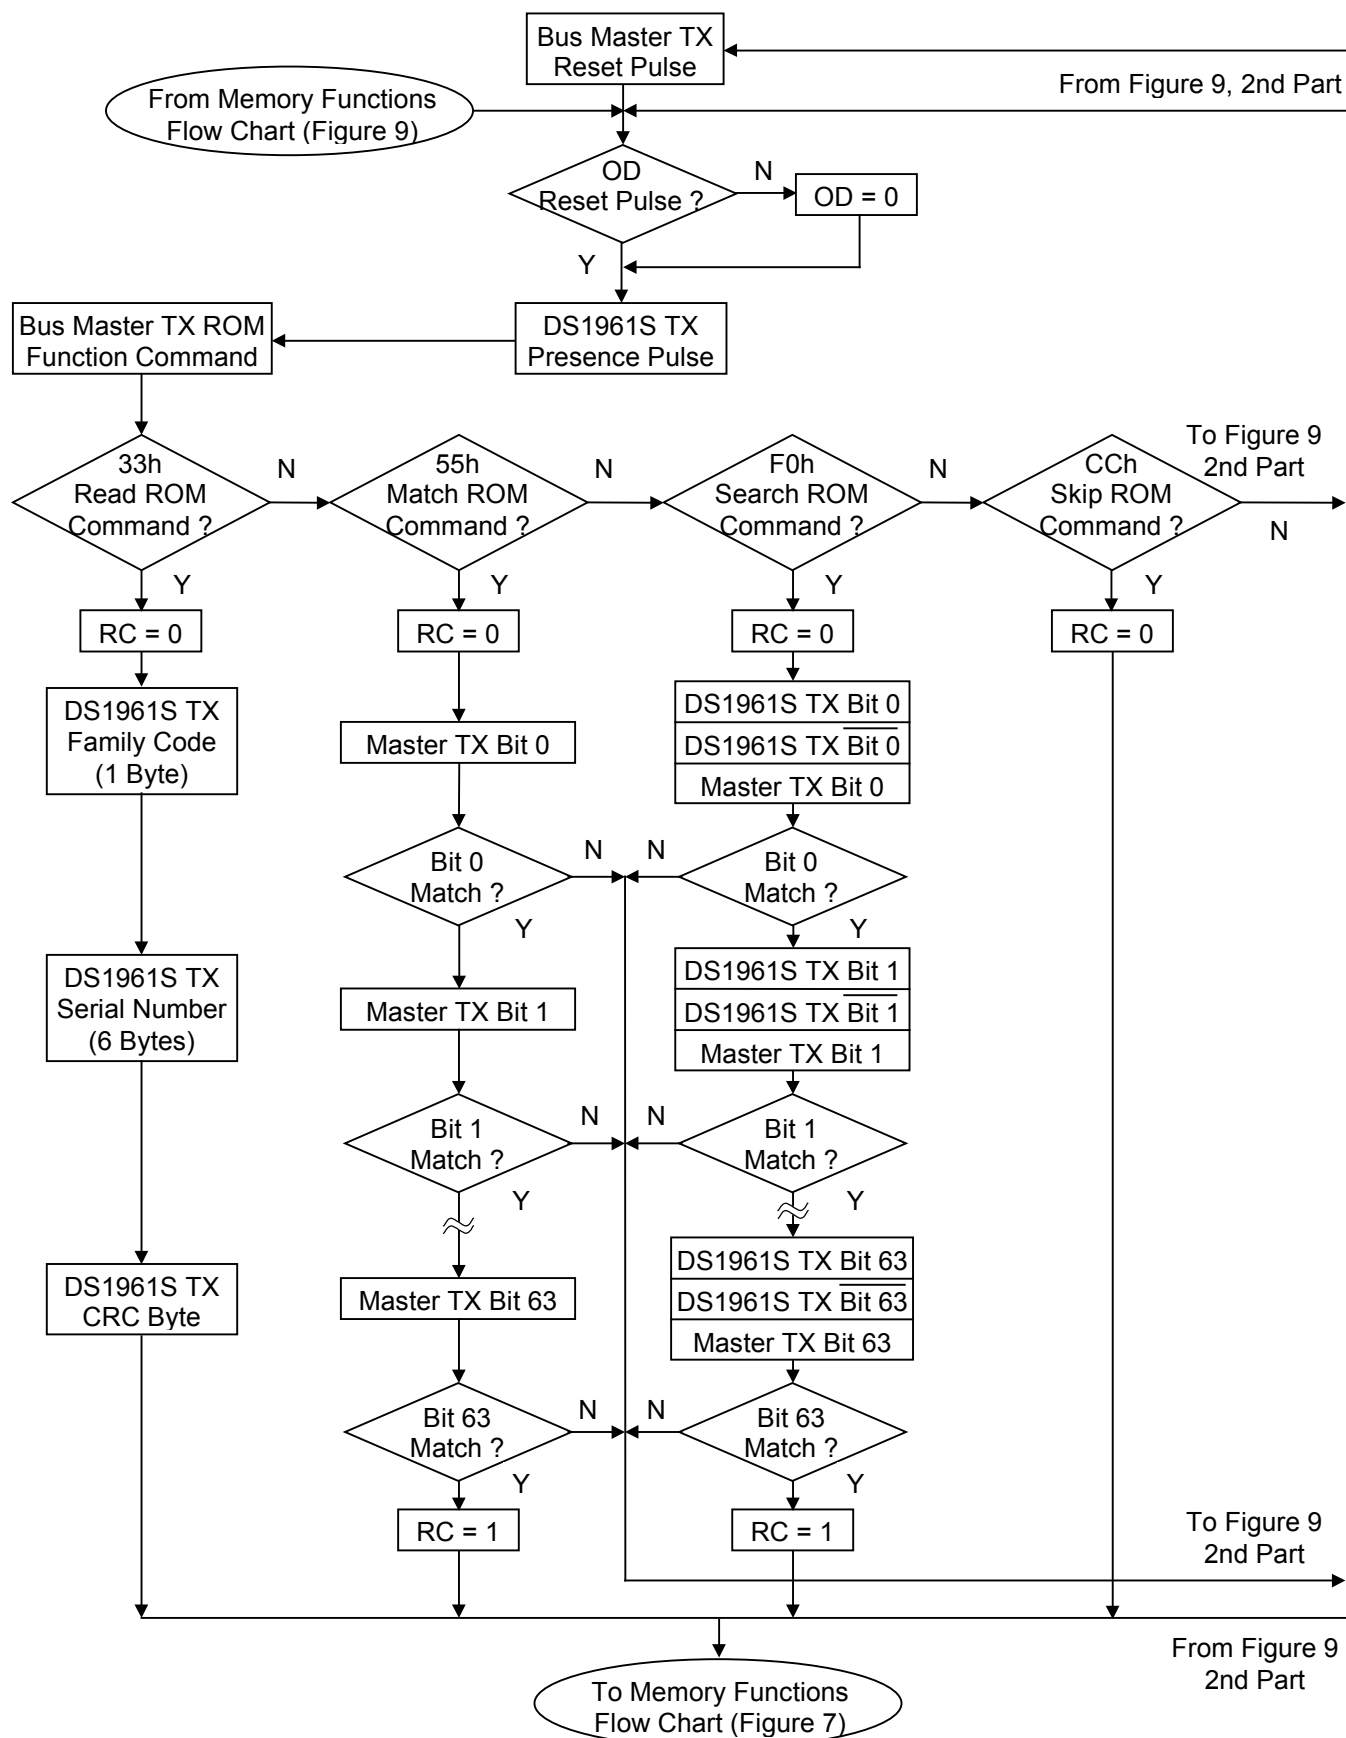 Bus Master TX
Reset Pulse
From Figure 9, 2nd Part
From Memory Functions
Flow Chart (Figure 9)
OD
Reset Pulse ?
N
OD = 0
Y
Bus Master TX ROM
Function Command
DS1961S TX
Presence Pulse
33h
Read ROM
Command ?
N
55h
Match ROM
Command ?
N
F0h
Search ROM
Command ?
N
CCh
Skip ROM
Command ?
To Figure 9
2nd Part
N
Y
Y
Y
Y
RC = 0
RC = 0
RC = 0
RC = 0
DS1961S TX
Family Code
(1 Byte)
Master TX Bit 0
DS1961S TX Bit 0
DS1961S TX Bit 0
Master TX Bit 0
Bit 0
Match ?
N
N
Bit 0
Match ?
Y
Y
DS1961S TX
Serial Number
(6 Bytes)
Master TX Bit 1
DS1961S TX Bit 1
DS1961S TX Bit 1
Master TX Bit 1
Bit 1
Match ?
N
N
Bit 1
Match ?
Y
Y
DS1961S TX
CRC Byte
Master TX Bit 63
DS1961S TX Bit 63
DS1961S TX Bit 63
Master TX Bit 63
Bit 63
Match ?
N
N
Bit 63
Match ?
Y
Y
RC = 1
RC = 1
To Figure 9
2nd Part
From Figure 9
2nd Part
To Memory Functions
Flow Chart (Figure 7)